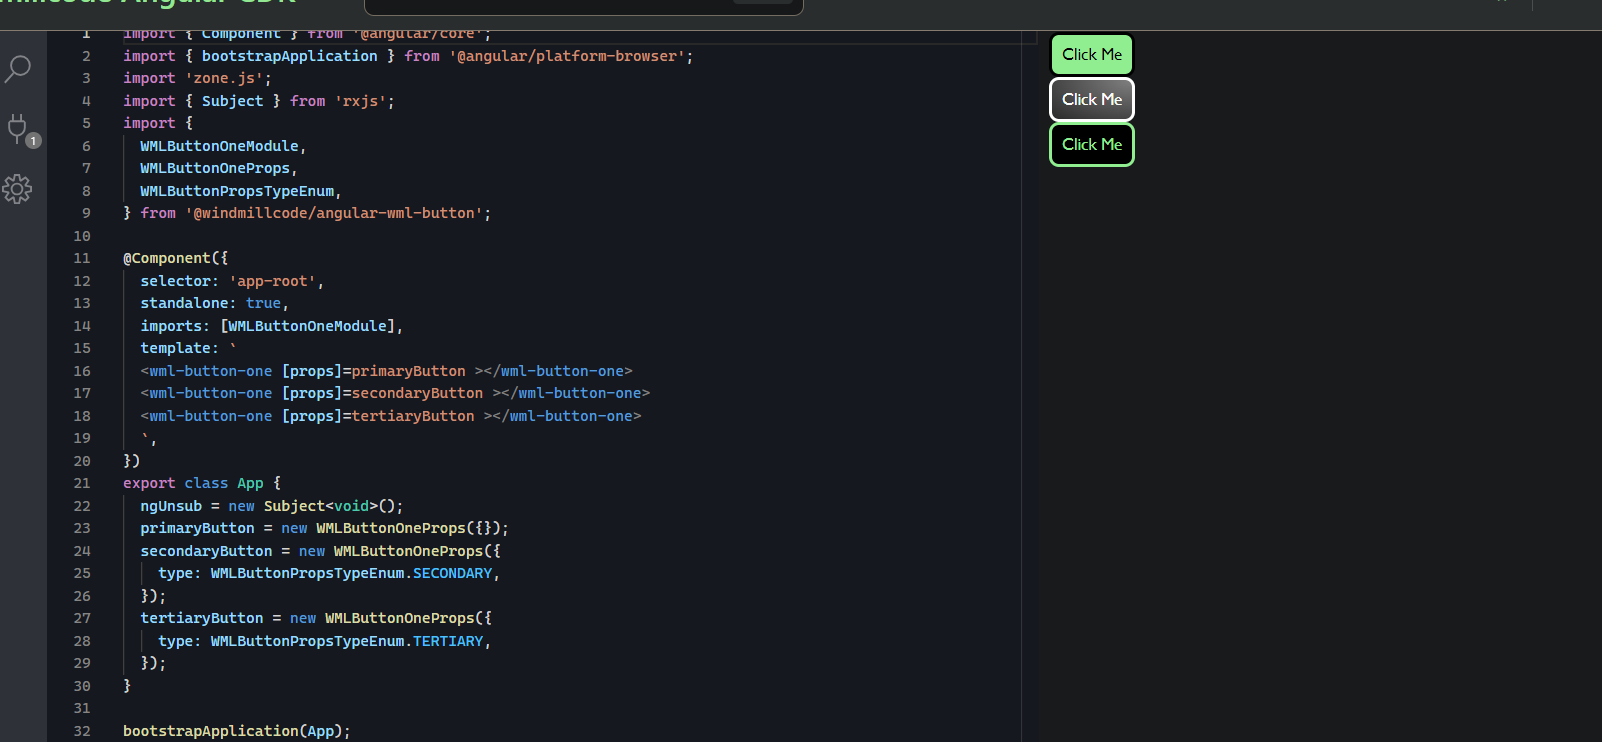 Angular CDK
1 import { Component } from '@angular/core';
2 import { bootstrapApplication } from '@angular/platform-browser';
3 import 'zone.js';
4 import { Subject } from 'rxjs';
5 import {
6 WMLButtonOneModule,
7 WMLButtonOneProps,
8 WMLButtonPropsTypeEnum,
9 } from '@windmillcode/angular-wml-button';
10
11 @Component({
12 selector: 'app-root',
13 standalone: true,
14 imports: [WMLButtonOneModule],
15 template: `
16 <wml-button-one [props]=primaryButton ></wml-button-one>
17 <wml-button-one [props]=secondaryButton ></wml-button-one>
18 <wml-button-one [props]=tertiaryButton ></wml-button-one>
19 `,
20 })
21 export class App {
22 ngUnsub = new Subject<void>();
23 primaryButton = new WMLButtonOneProps({});
24 secondaryButton = new WMLButtonOneProps({
25 type: WMLButtonPropsTypeEnum.SECONDARY,
26 });
27 tertiaryButton = new WMLButtonOneProps({
28 type: WMLButtonPropsTypeEnum.TERTIARY,
29 });
30 }
31
32 bootstrapApplication(App);
1
Click Me
Click Me
Click Me